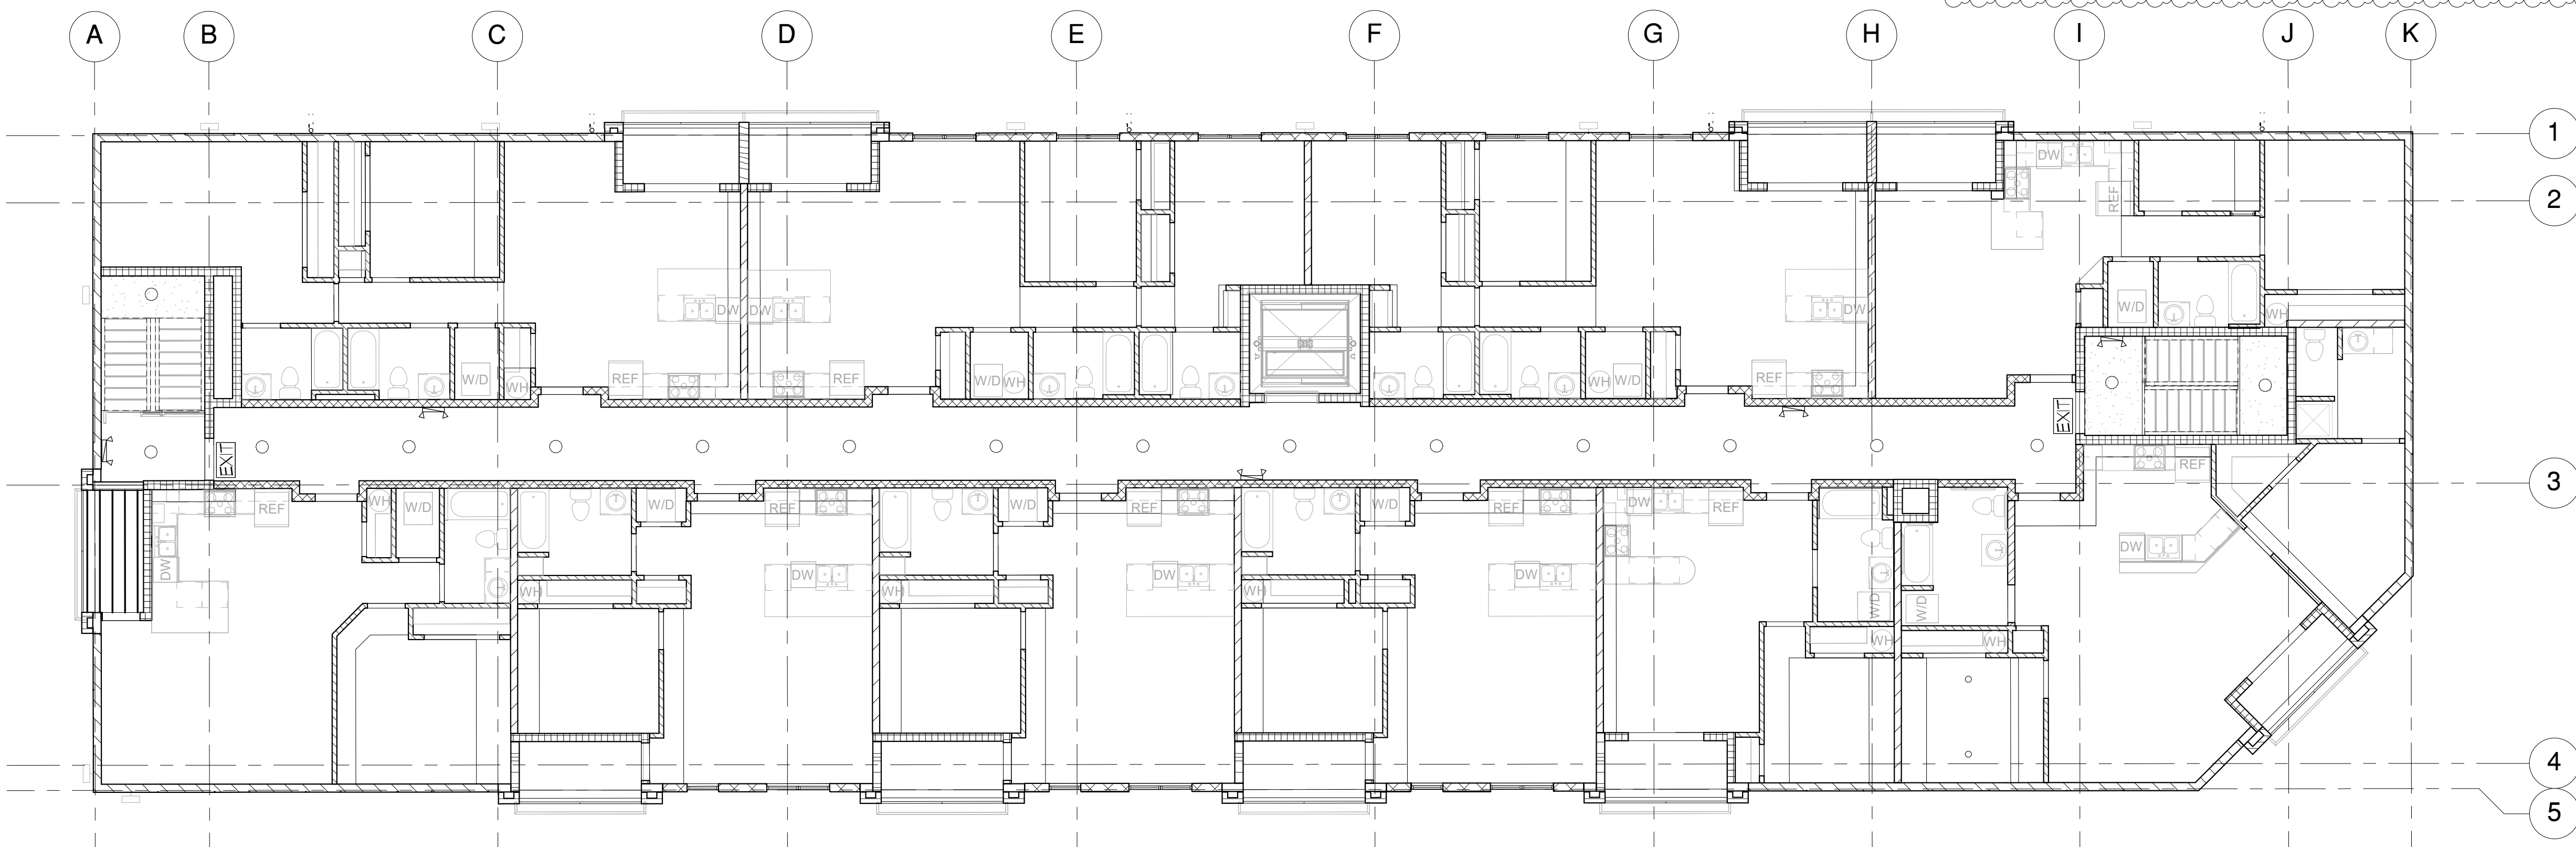 A B C D E F G H I J K
1
DW
2
REF
W/D
WH
DW DW
DW
REF REF
W/D WH
W/D WH
WH W/D
REF
EXIT
EXIT
REF
3
REF
WH W/D
W/D
REF
W/D
REF
W/D
REF
DW
REF
DW
DW
WH
DW
WH
DW
WH
DW
W/D
W/D
WH
WH
4
5